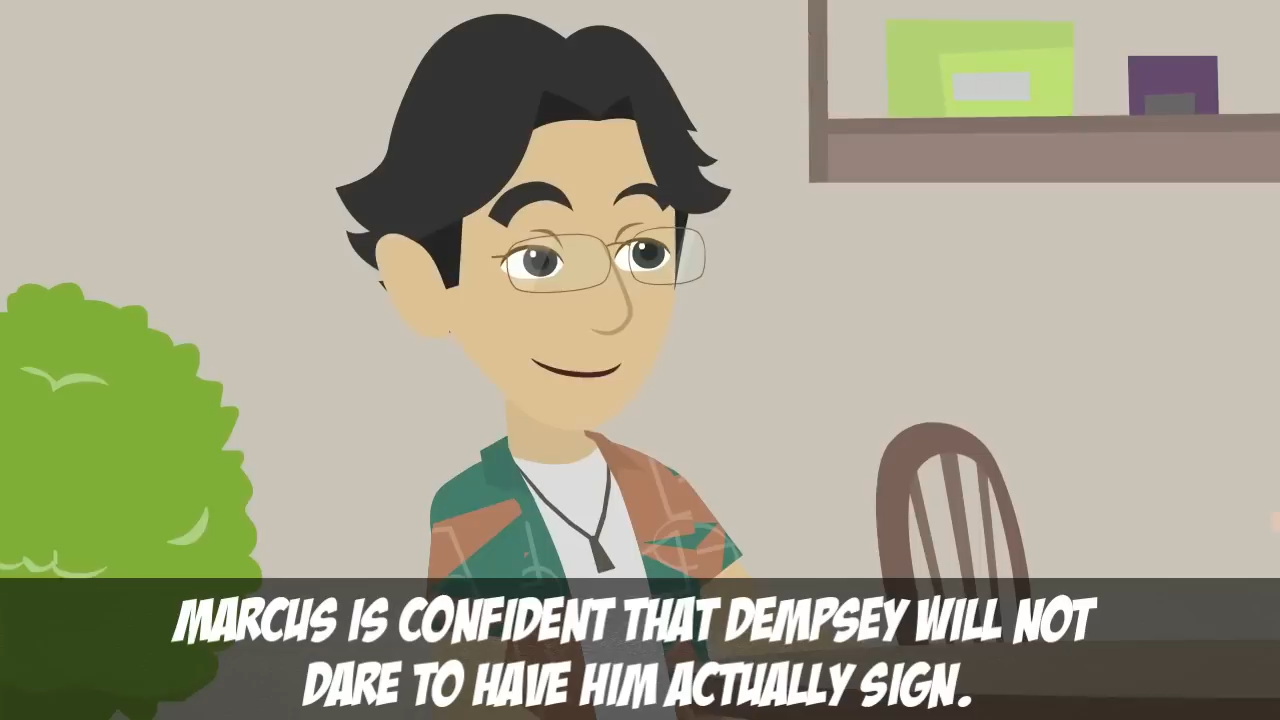 MARCUS IS CONFIDENT THAT DEMPSEY WILL NOT
DARE TO HAVE HIM ACTUALLY SIGN.